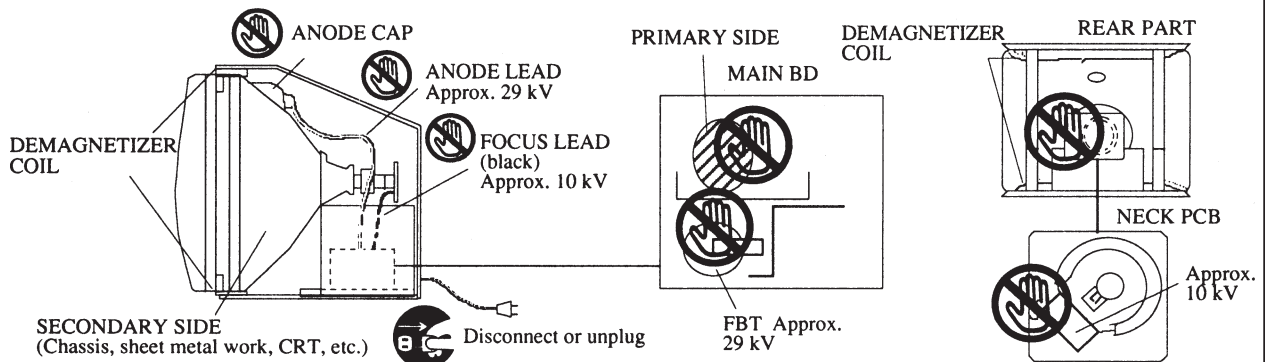 ANODE CAP
ANODE LEAD
Approx. 29 kV
FOCUS LEAD
(black)
Approx. 10 kV
DEMAGNETIZER
COIL
SECONDARY SIDE
(Chassis, sheet metal work, CRT, etc.)
Disconnect or unplug
PRIMARY SIDE
MAIN BD
FBT Approx.
29 kV
DEMAGNETIZER
COIL
REAR PART
NECK PCB
Approx.
10 kV